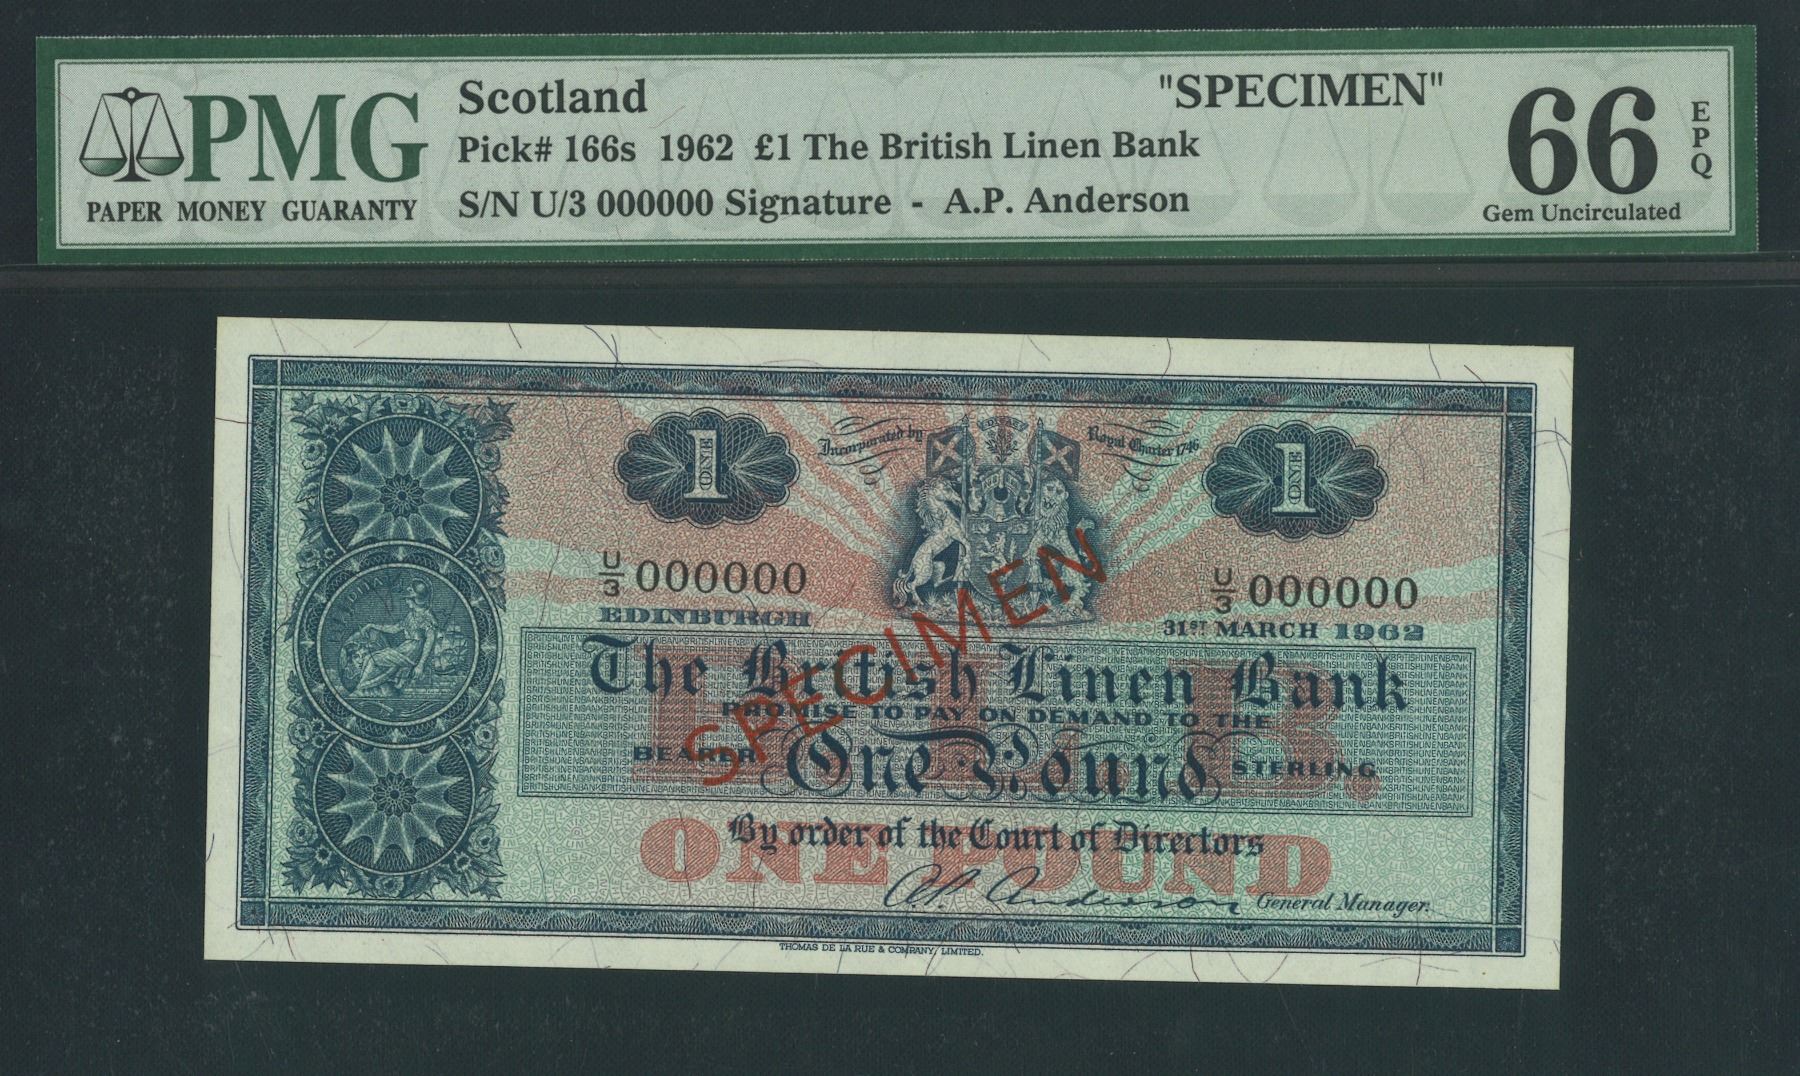 PMG
PAPER MONEY GUARANTY
Scotland
"SPECIMEN"
Pick# 166s 1962 £1 The British Linen Bank
S/N U/3 000000 Signature - A.P. Anderson
66
EPQ
Gem Uncirculated
1 ONE
Incorporated by
Royal Charter 1746
1 ONE
U/3 000000
U/3 000000
EDINBURGH
31ST MARCH 1962
The British Linen Bank
PROMISE TO PAY ON DEMAND TO THE
BEARER One Pound STERLING
SPECIMEN
By order of the Court of Directors
ONE POUND
A.P. Anderson General Manager.
THOMAS DE LA RUE & COMPANY, LIMITED.